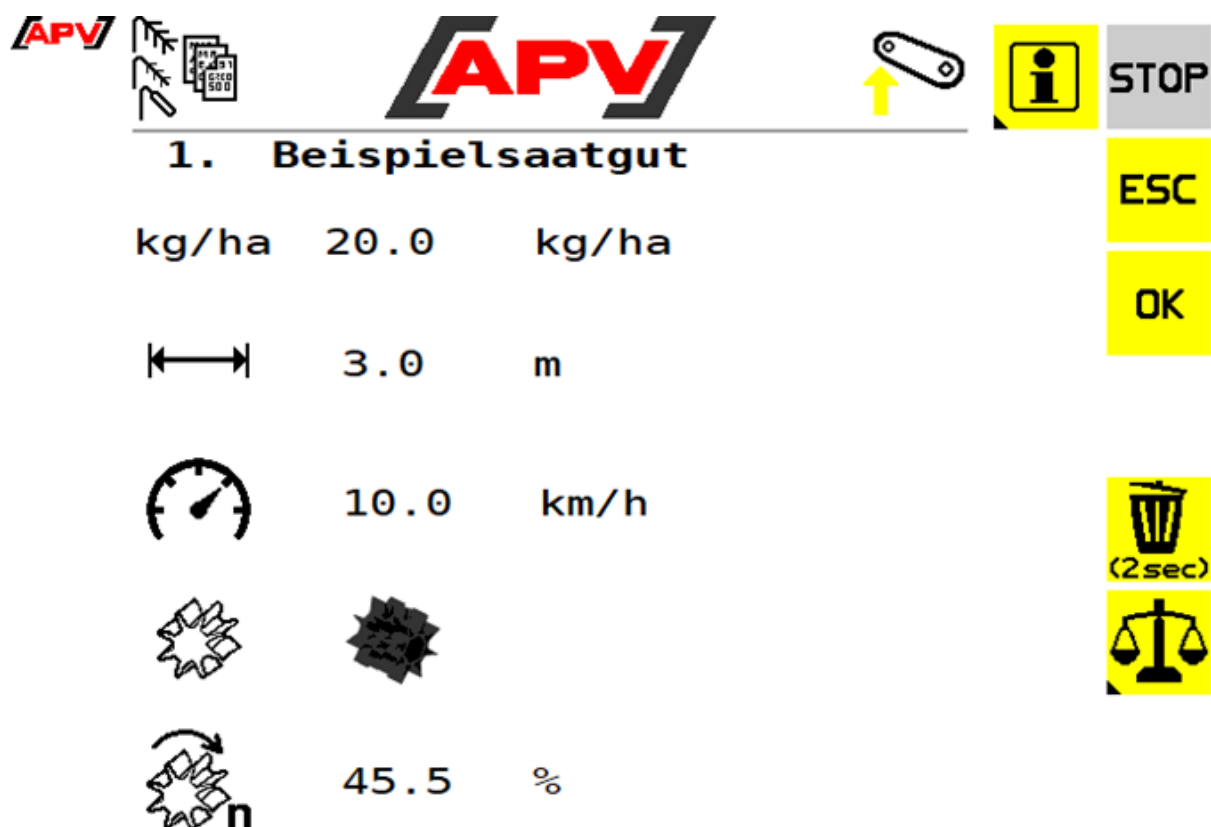 APV
APV
STOP
1. Beispielsaatgut
ESC
kg/ha 20.0 kg/ha
OK
3.0 m
10.0 km/h
(2sec)
n 45.5 %